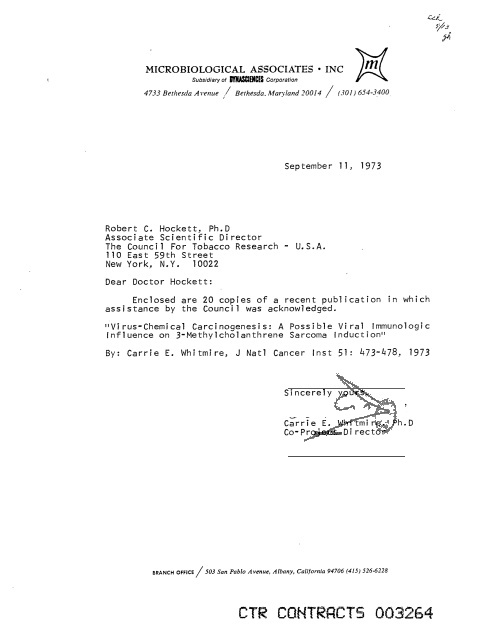 MICROBIOLOGICAL ASSOCIATES • INC
m
Subsidiary of DYNASCIENCES Corporation
4733 Bethesda Avenue / Bethesda, Maryland 20014 / (301) 654-3400
September 11, 1973
Robert C. Hockett, Ph.D
Associate Scientific Director
The Council For Tobacco Research - U.S.A.
110 East 59th Street
New York, N.Y. 10022
Dear Doctor Hockett:
Enclosed are 20 copies of a recent publication in which
assistance by the Council was acknowledged.
"Virus-Chemical Carcinogenesis: A Possible Viral Immunologic
Influence on 3-Methylcholanthrene Sarcoma Induction"
By: Carrie E. Whitmire, J Natl Cancer Inst 51: 473-478, 1973
Sincerely yours,
Carrie E. Whitmire, Ph.D
Co-Project Director
BRANCH OFFICE / 503 San Pablo Avenue, Albany, California 94706 (415) 526-6228
CTR CONTRACTS 003264